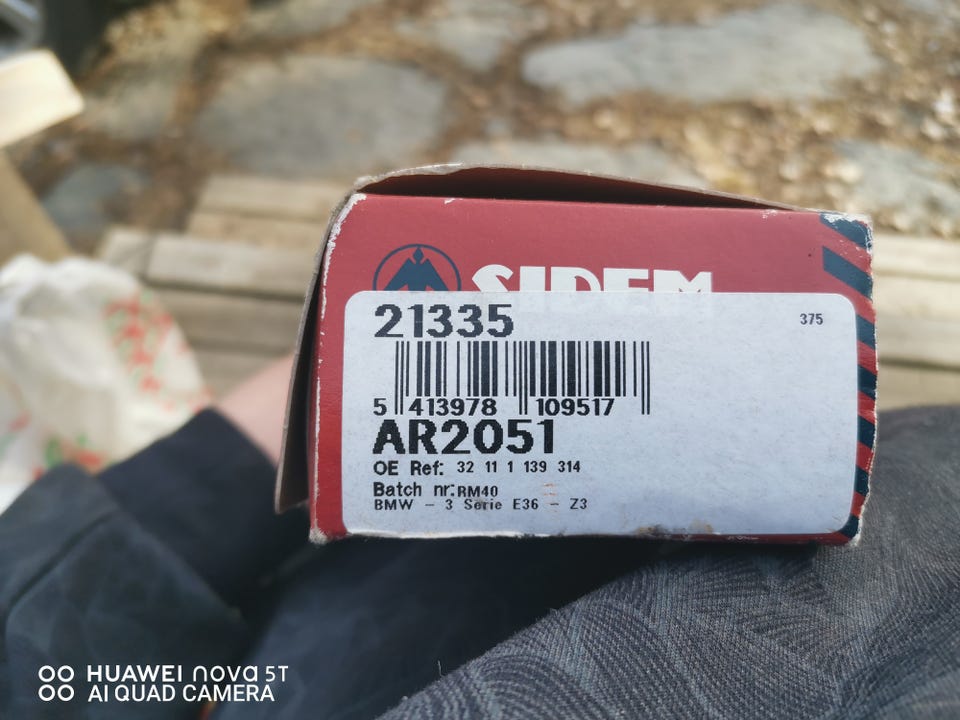 SIDEM
21335
375
5 413978 109517
AR2051
OE Ref: 32 11 1 139 314
Batch nr:RM40
BMW - 3 Serie E36 - Z3
HUAWEI nova 5T
AI QUAD CAMERA